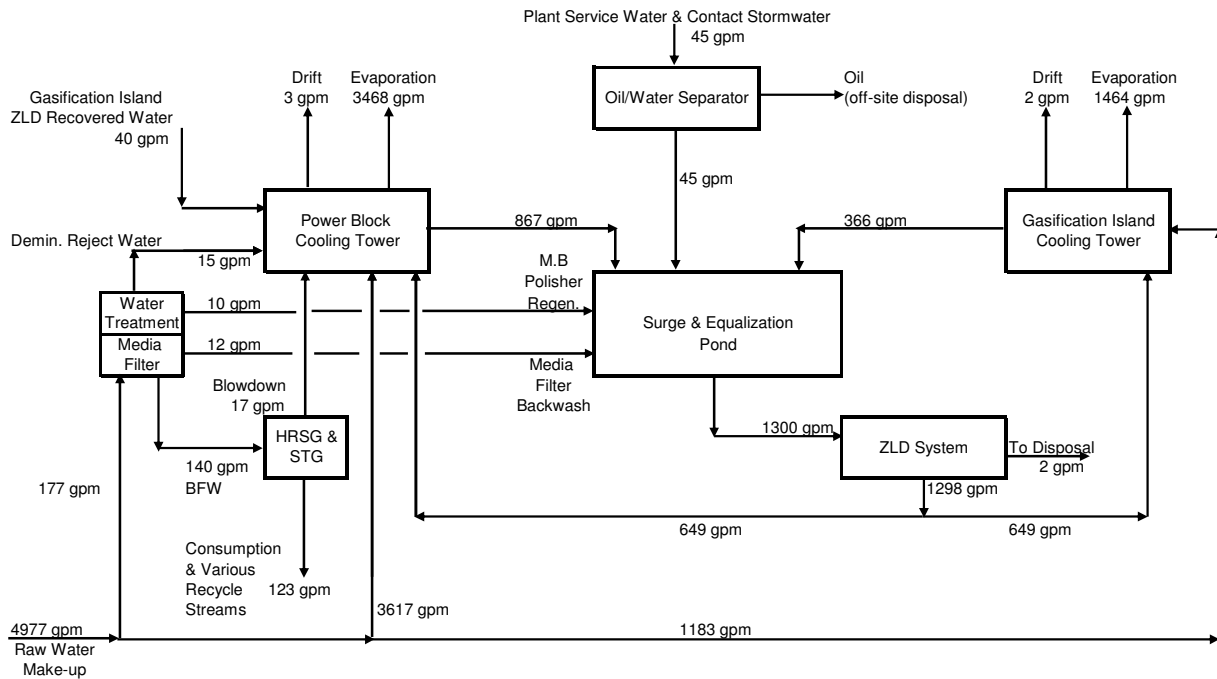 Plant Service Water & Contact Stormwater
45 gpm
Drift
3 gpm
Evaporation
3468 gpm
Gasification Island
ZLD Recovered Water
40 gpm
Oil/Water Separator
Oil
(off-site disposal)
Drift
2 gpm
Evaporation
1464 gpm
45 gpm
Power Block
Cooling Tower
867 gpm
366 gpm
Gasification Island
Cooling Tower
Demin. Reject Water
15 gpm
M.B
Polisher
Regen.
Water
Treatment
10 gpm
Surge & Equalization
Pond
Media
Filter
12 gpm
Media
Filter
Backwash
Blowdown
17 gpm
HRSG &
STG
1300 gpm
ZLD System
To Disposal
2 gpm
140 gpm
BFW
177 gpm
1298 gpm
649 gpm
649 gpm
Consumption
& Various
Recycle
Streams
123 gpm
3617 gpm
4977 gpm
Raw Water
Make-up
1183 gpm